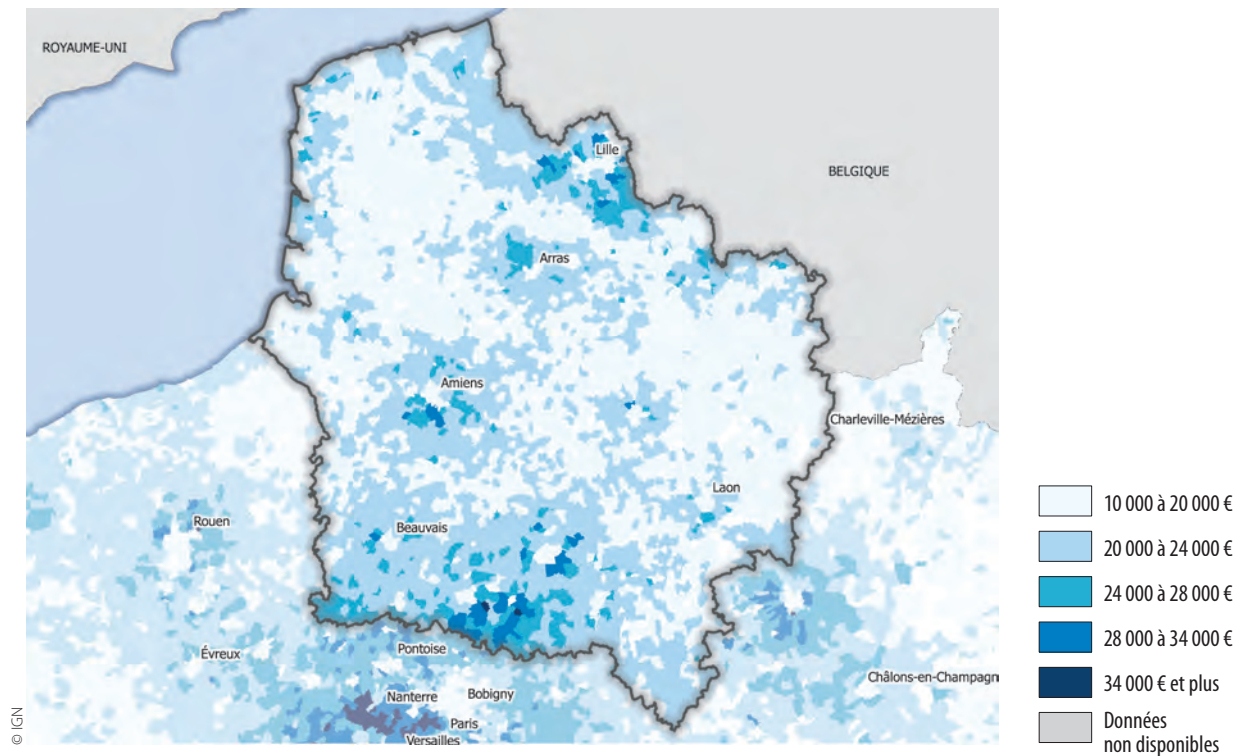 ROYAUME-UNI
Lille
BELGIQUE
Arras
Amiens
Charleville-Mézières
Laon
Rouen
Beauvais
Évreux
Pontoise
Châlons-en-Champagn
Nanterre
Bobigny
Paris
Versailles
© IGN
10 000 à 20 000 €
20 000 à 24 000 €
24 000 à 28 000 €
28 000 à 34 000 €
34 000 € et plus
Données
non disponibles